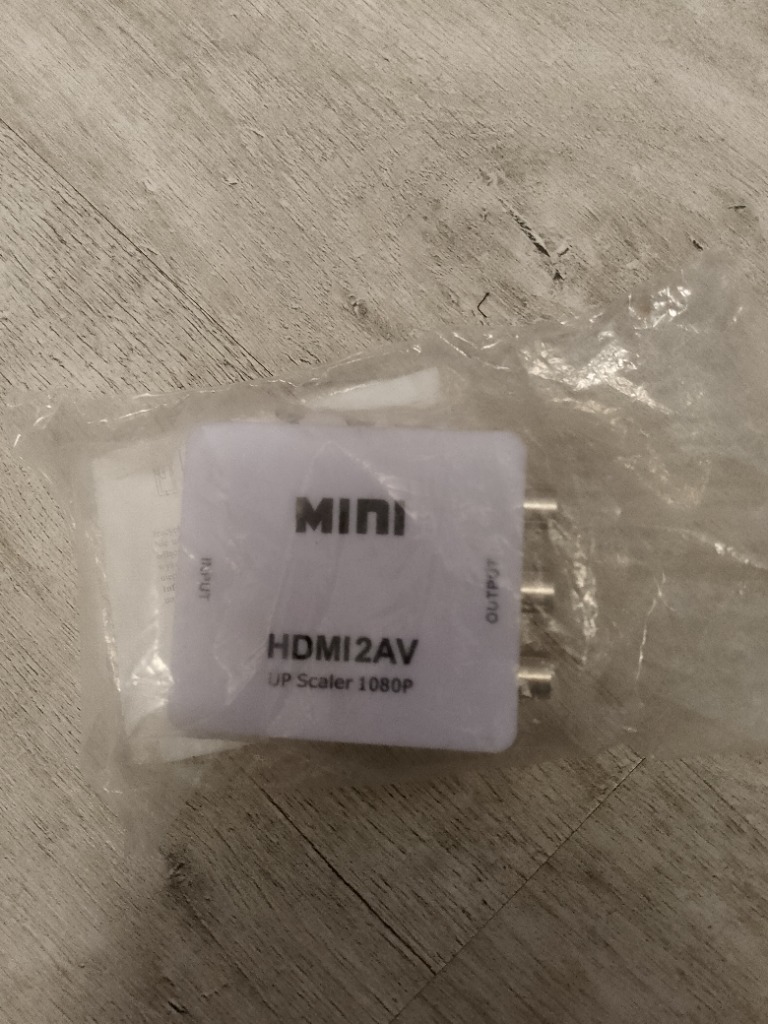 MINI
INPUT
OUTPUT
HDMI2AV
UP Scaler 1080P